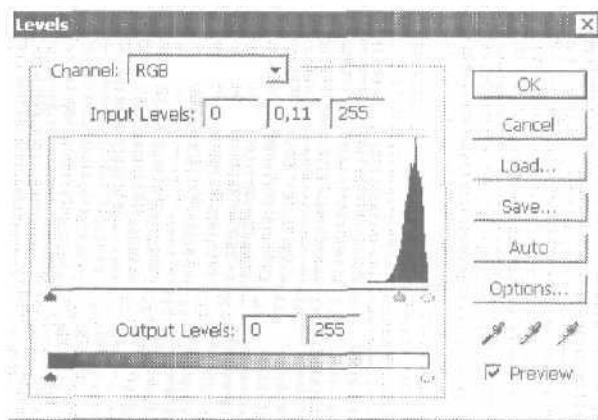 Levels
Channel: RGB
Input Levels: 0 0,11 255
Output Levels: 0 255
OK
Cancel
Load...
Save...
Auto
Options...
Preview